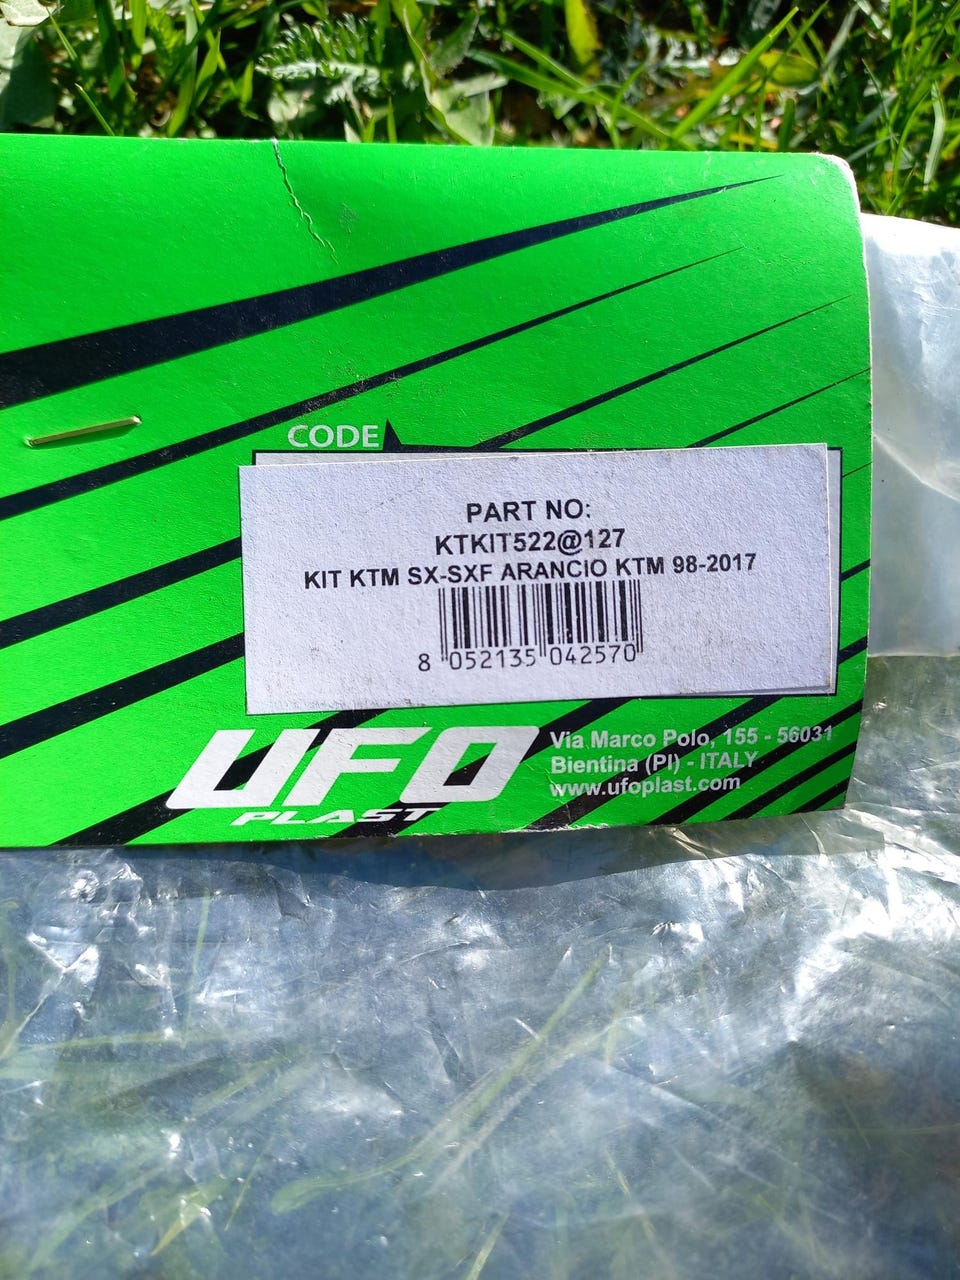 CODE
PART NO:
KTKIT522@127
KIT KTM SX-SXF ARANCIO KTM 98-2017
8 052135 042570
UFO
PLAST
Via Marco Polo, 155 - 56031
Bientina (PI) - ITALY
www.ufoplast.com